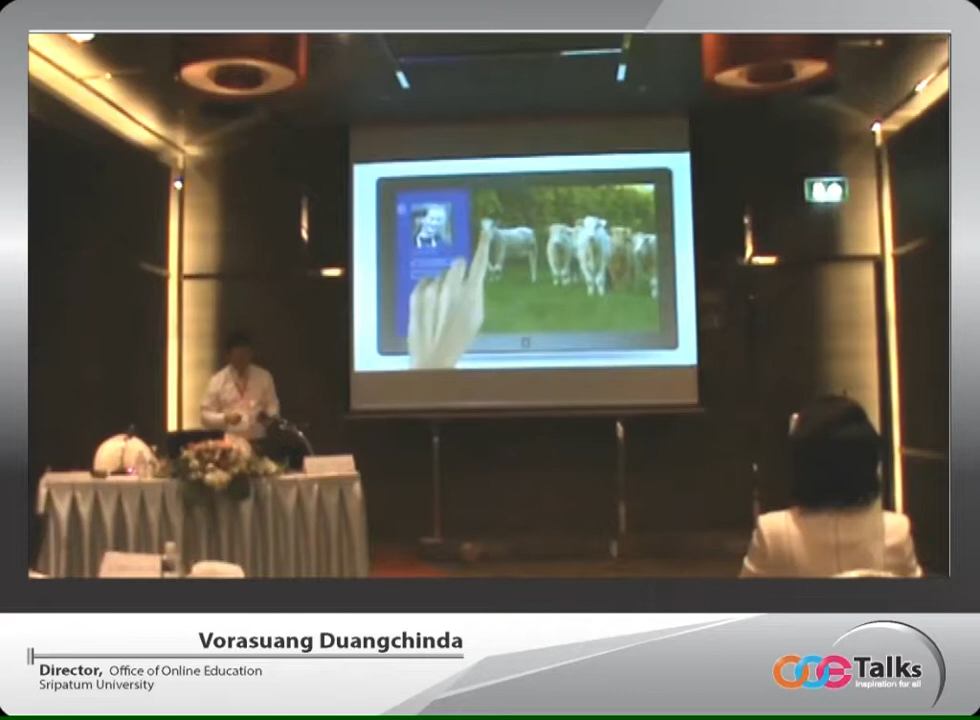 Vorasuang Duangchinda
Director, Office of Online Education
Sripatum University
Talks
Inspiration for all